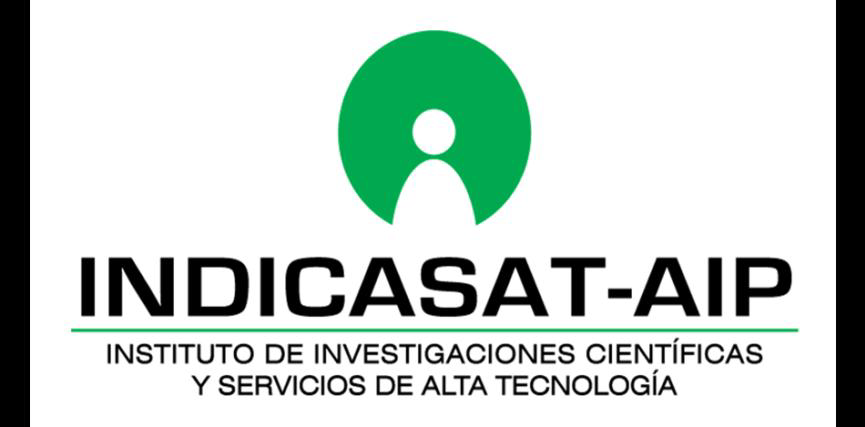 INDICASAT-AIP
INSTITUTO DE INVESTIGACIONES CIENTÍFICAS
Y SERVICIOS DE ALTA TECNOLOGÍA